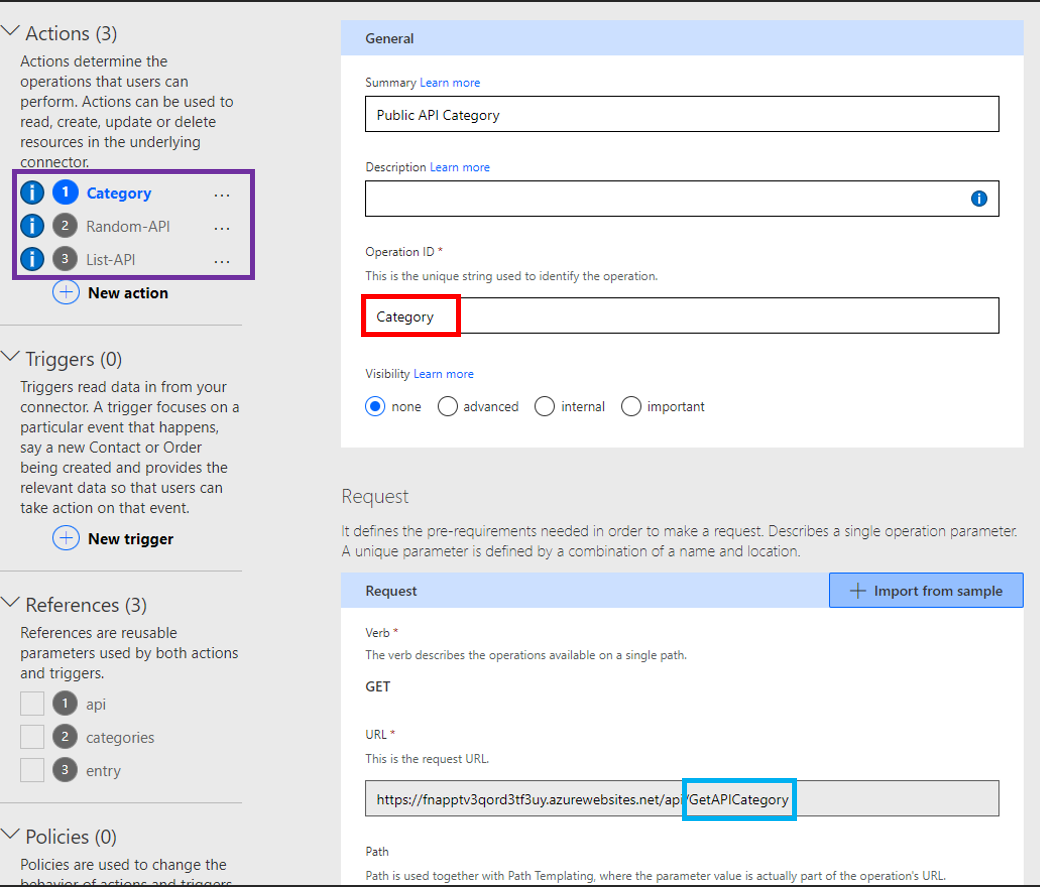 Actions (3)
Actions determine the
operations that users can
perform. Actions can be used to
read, create, update or delete
resources in the underlying
connector.
i 1 Category ...
i 2 Random-API ...
i 3 List-API ...
New action
Triggers (0)
Triggers read data in from your
connector. A trigger focuses on a
particular event that happens,
say a new Contact or Order
being created and provides the
relevant data so that users can
take action on that event.
New trigger
References (3)
References are reusable
parameters used by both actions
and triggers.
1 api
2 categories
3 entry
Policies (0)
Policies are used to change the
behavior of actions and triggers
General
Summary Learn more
Public API Category
Description Learn more
i
Operation ID *
This is the unique string used to identify the operation.
Category
Visibility Learn more
none advanced internal important
Request
It defines the pre-requirements needed in order to make a request. Describes a single operation parameter.
A unique parameter is defined by a combination of a name and location.
Request
Import from sample
Verb *
The verb describes the operations available on a single path.
GET
URL *
This is the request URL.
https://fnapptv3qord3tf3uy.azurewebsites.net/api/GetAPICategory
Path
Path is used together with Path Templating, where the parameter value is actually part of the operation's URL.